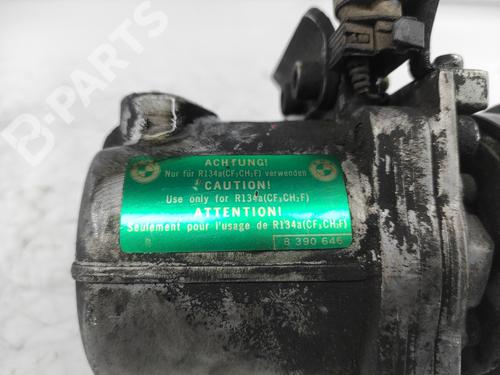 B-PARTS
ACHTUNG!
Nur für R134a(CF₃CH₂F) verwenden
CAUTION!
Use only for R134a(CF₃CH₂F)
ATTENTION!
Seulement pour l'usage de R134a(CF₃CH₂F)
8 390 646